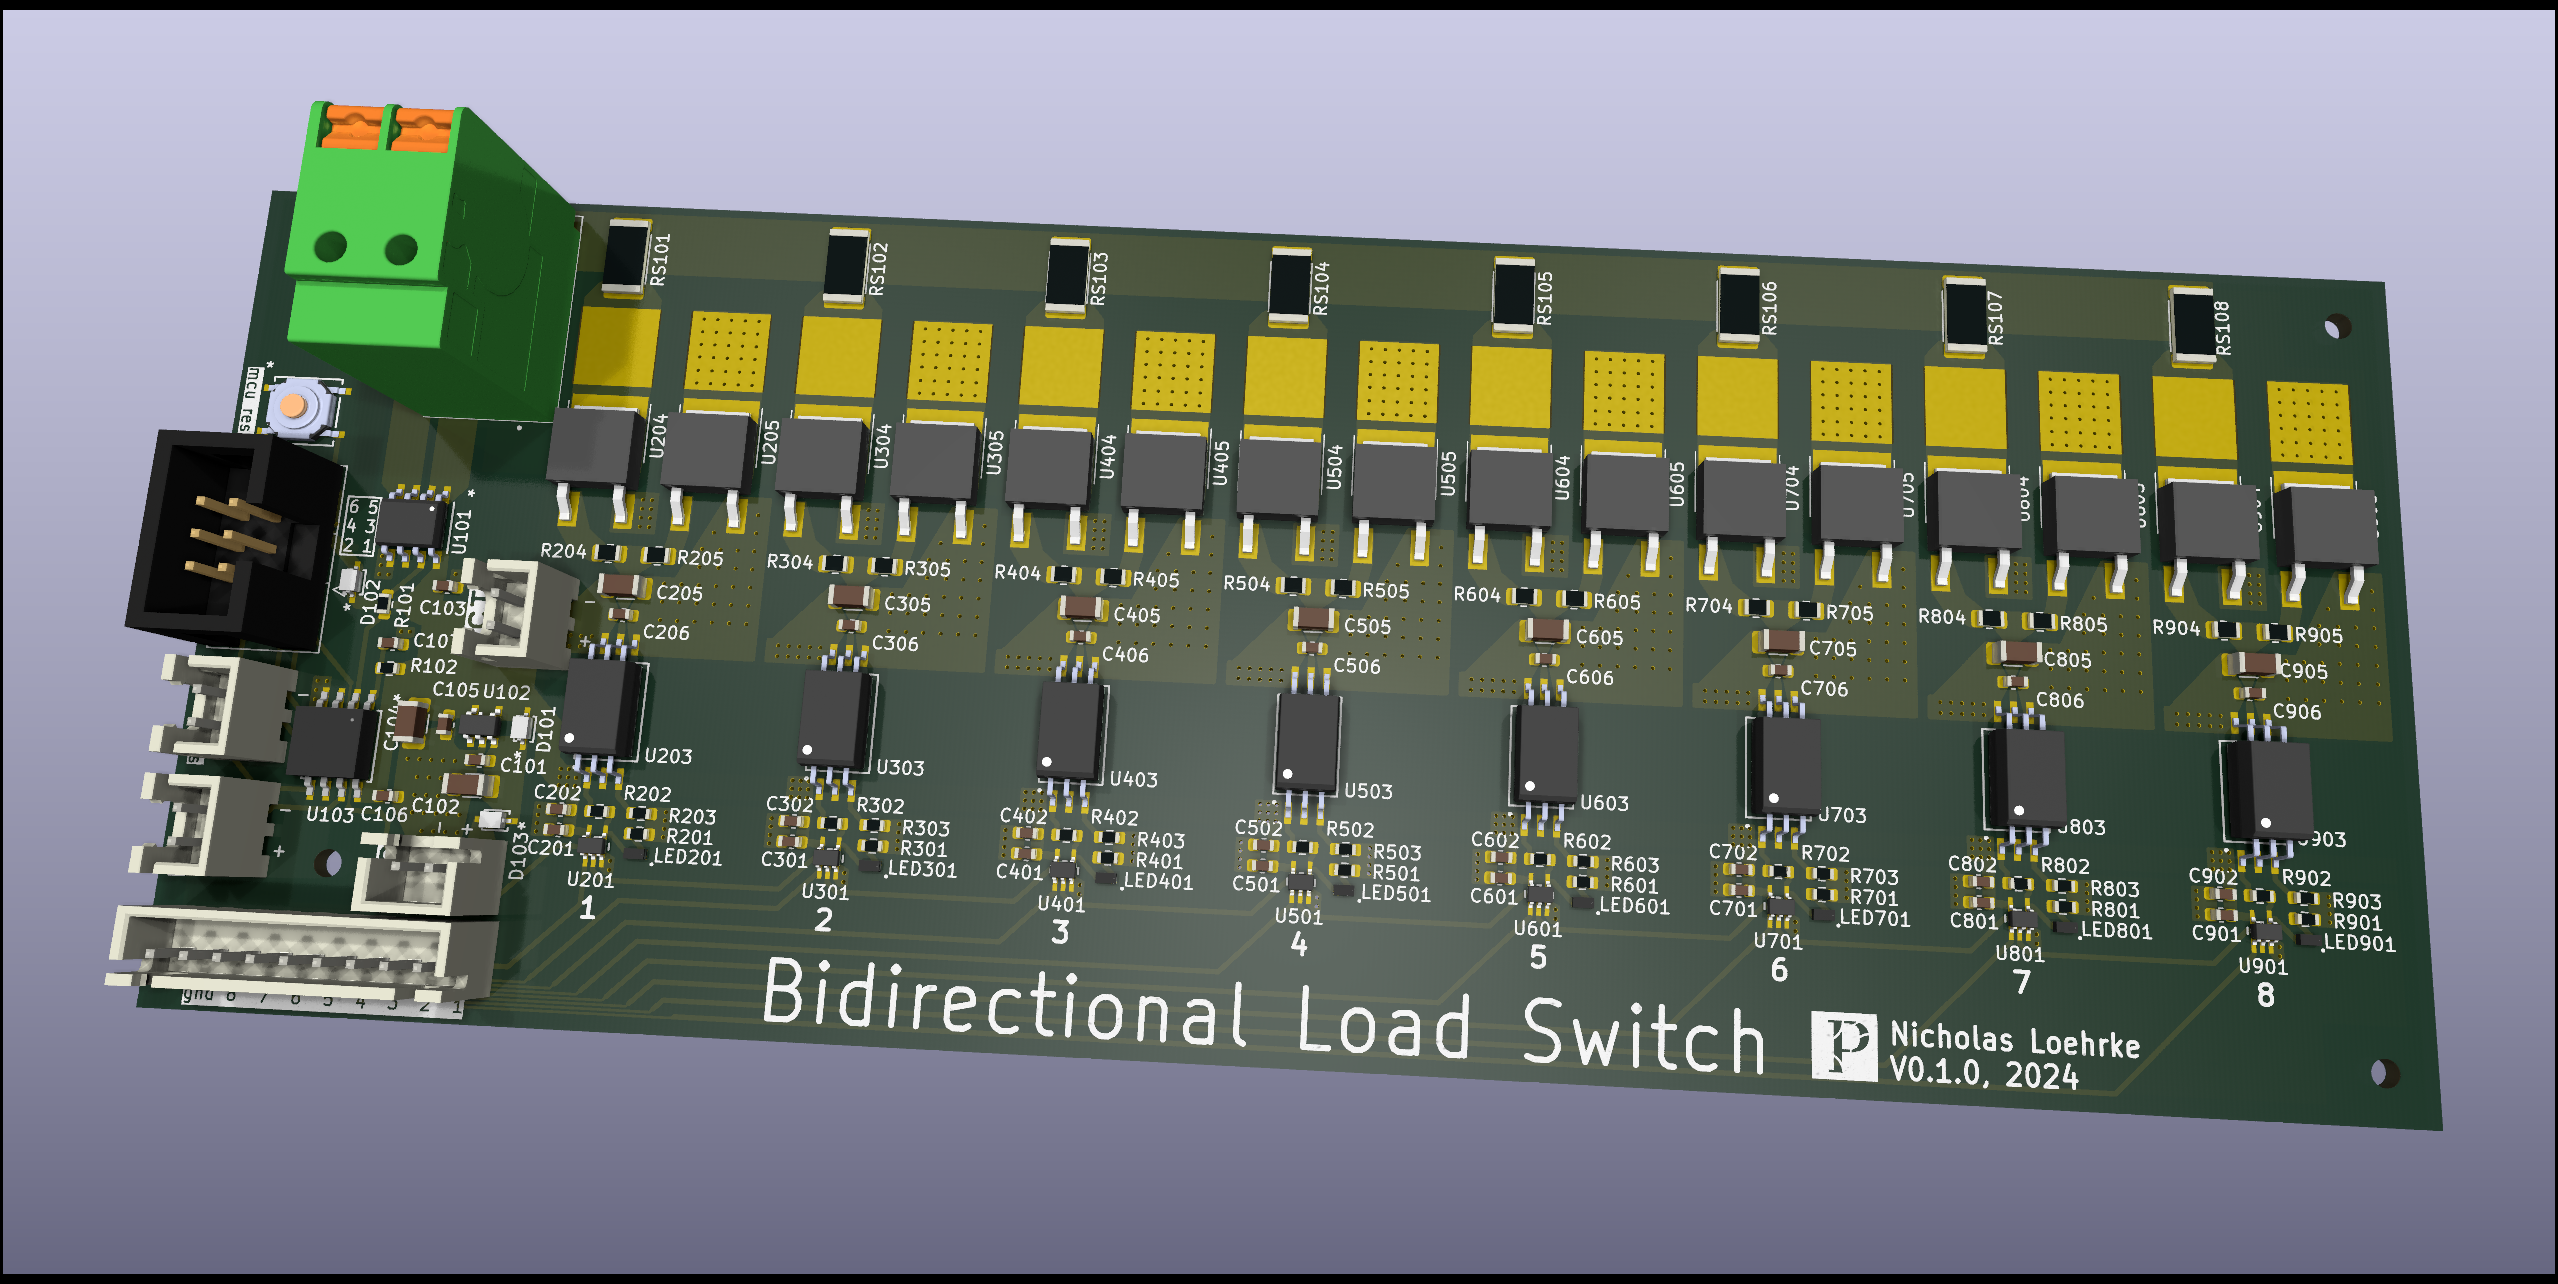 RS101
RS102
RS103
RS104
RS105
RS106
RS107
RS108
mcu res
*
U204
U205
U304
U305
U404
U405
U504
U505
U604
U605
U704
U705
U804
6 5
4 3
2 1
U101
*
R204
R205
R304
R305
R404
R405
R504
R505
R604
R605
R704
R705
R804
R805
R904
R905
D102
*
R101
C103
C205
C305
C405
C505
C605
C705
C805
C905
C206
C306
C406
C506
C606
C706
C806
C906
R102
C105
U102
C104
*
D101
*
C101
U203
U303
U403
U503
U603
U703
U103
C106
C102
D103*
C202
R202
R203
R201
C201
LED201
U201
C302
R302
R303
R301
C301
LED301
U301
C402
R402
R403
R401
C401
LED401
U401
C502
R502
R503
R501
C501
LED501
U501
C602
R602
R603
R601
C601
LED601
U601
C702
R702
R703
R701
C701
LED701
U701
C802
R802
R803
R801
C801
LED801
U801
C902
R902
R903
R901
C901
LED901
U901
1
2
3
4
5
6
7
8
gnd 8 7 6 5 4 3 2 1
Bidirectional Load Switch
P
Nicholas Loehrke
V0.1.0, 2024